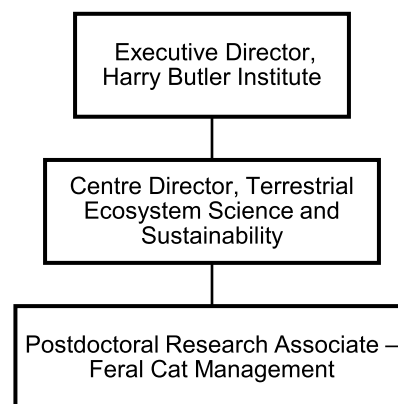 Executive Director,
Harry Butler Institute
Centre Director, Terrestrial
Ecosystem Science and
Sustainability
Postdoctoral Research Associate –
Feral Cat Management